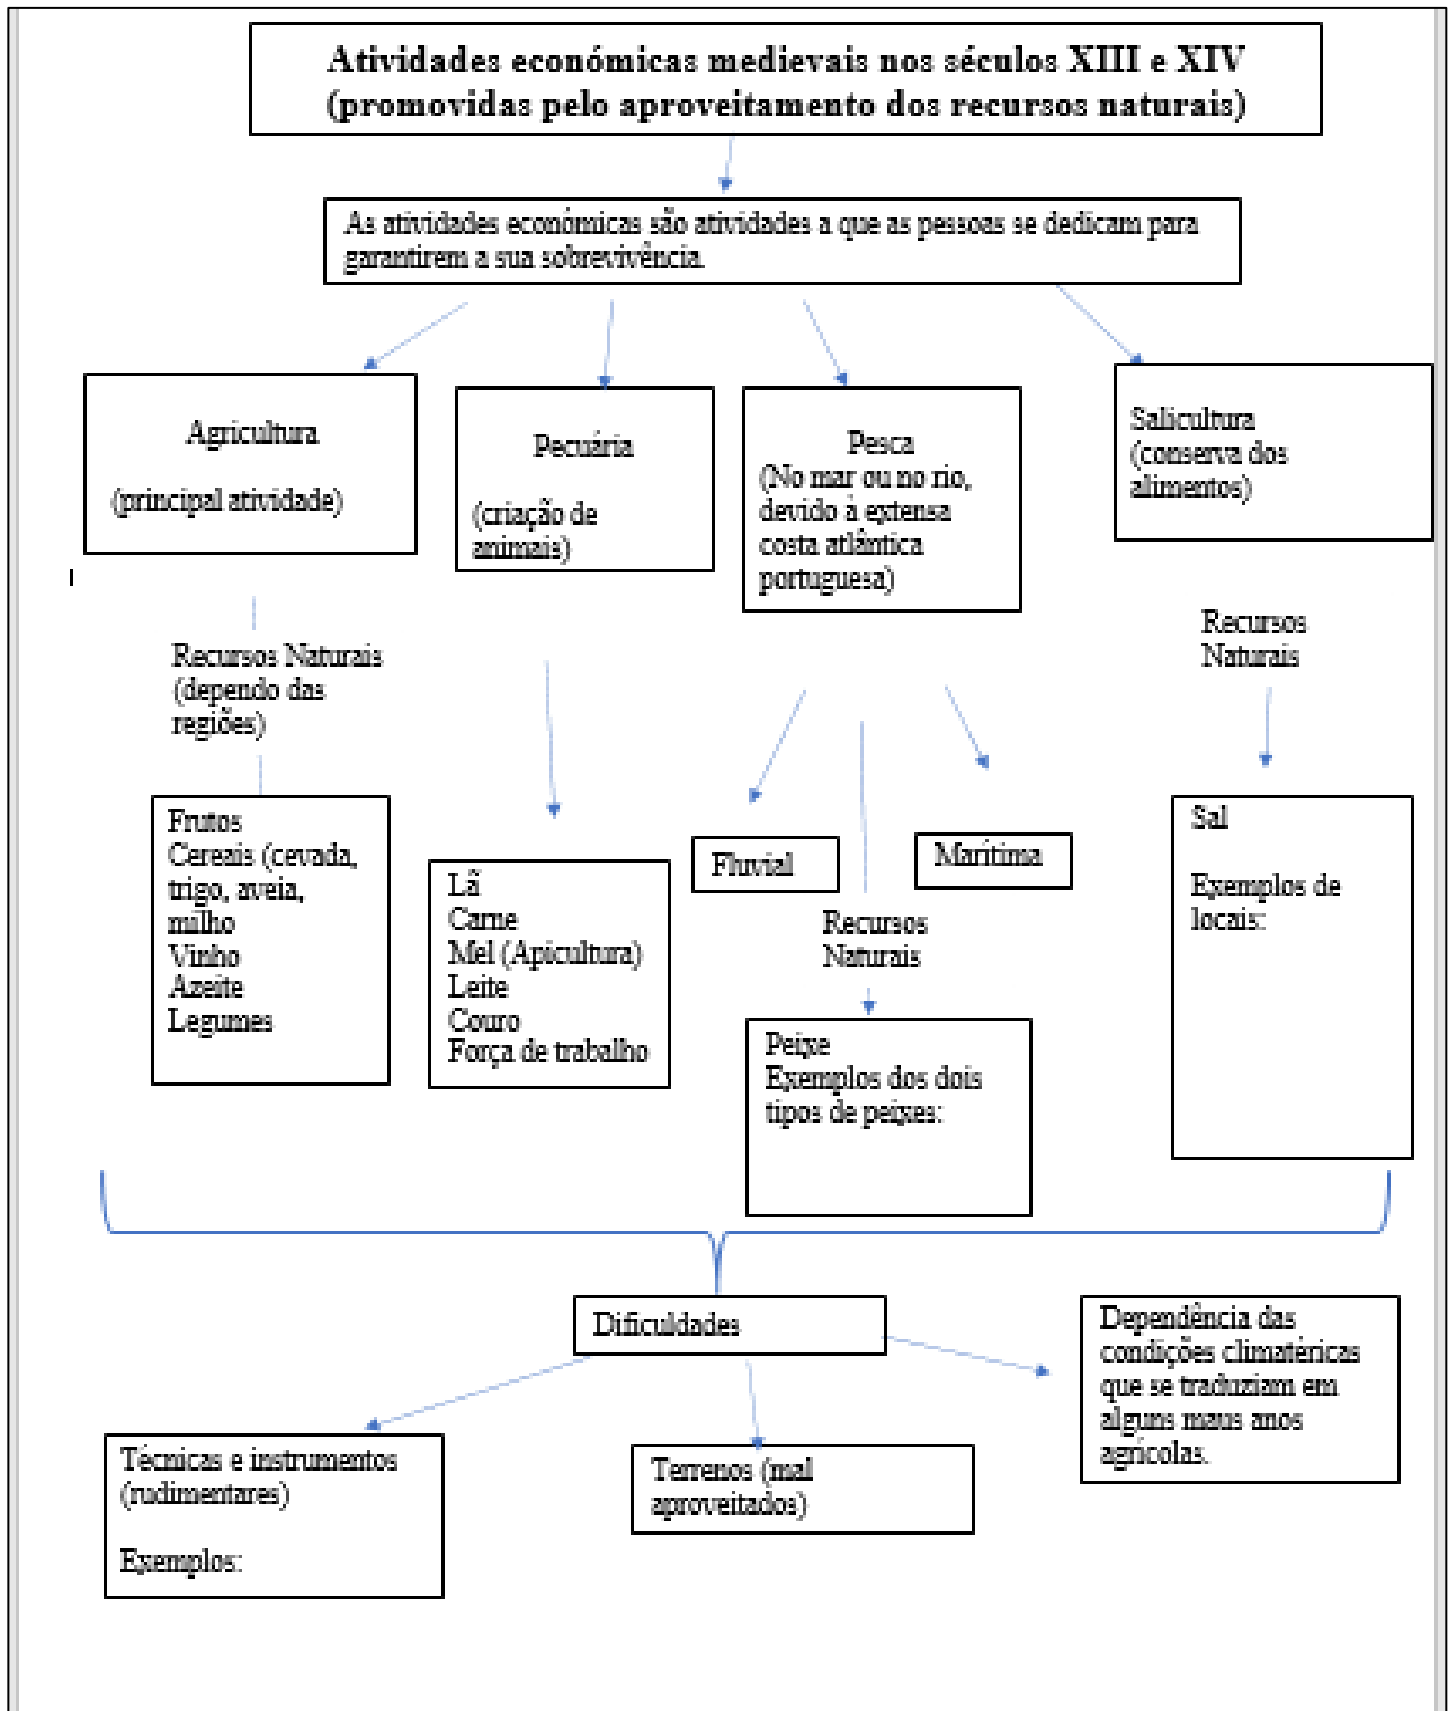 Atividades económicas medievais nos séculos XIII e XIV
(promovidas pelo aproveitamento dos recursos naturais)
As atividades económicas são atividades a que as pessoas se dedicam para
garantirem a sua sobrevivência.
Agricultura
(principal atividade)
Pecuária
(criação de
animais)
Pesca
(No mar ou no rio,
devido à extensa
costa atlântica
portuguesa)
Salicultura
(conserva dos
alimentos)
Recursos Naturais
(dependo das
regiões)
Recursos
Naturais
Frutos
Cereais (cevada,
trigo, aveia,
milho
Vinho
Azeite
Legumes
Lã
Carne
Mel (Apicultura)
Leite
Couro
Força de trabalho
Fluvial
Marítima
Recursos
Naturais
Peixe
Exemplos dos dois
tipos de peixes:
Sal
Exemplos de
locais:
Dificuldades
Técnicas e instrumentos
(rudimentares)
Exemplos:
Terrenos (mal
aproveitados)
Dependência das
condições climatéricas
que se traduziam em
alguns maus anos
agrícolas.